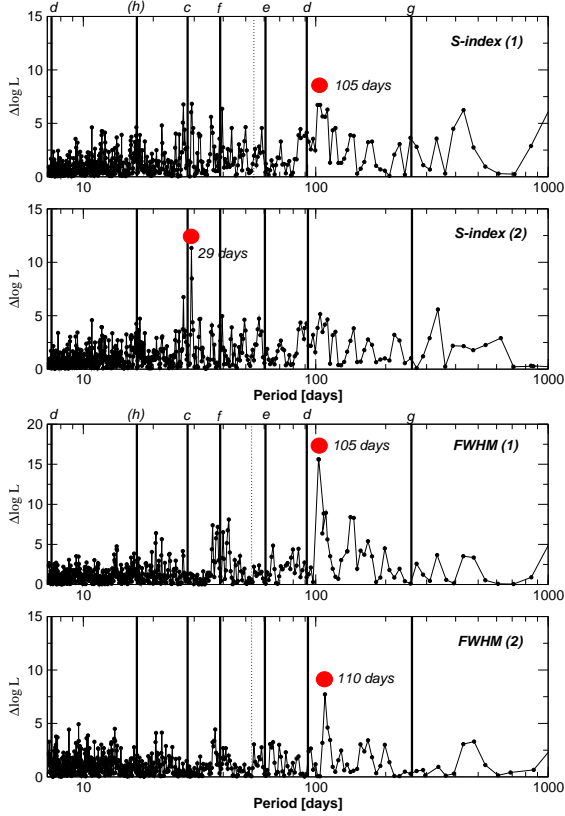 d (h) c f e d g
15
S-index (1)
10
105 days
Δlog L
5
0
10 100 1000
15
S-index (2)
10
29 days
Δlog L
5
0
10 100 1000
Period [days]
d (h) c f e d g
20
FWHM (1)
15
105 days
Δlog L
10
5
0
10 100 1000
15
FWHM (2)
10
110 days
Δlog L
5
0
10 100 1000
Period [days]